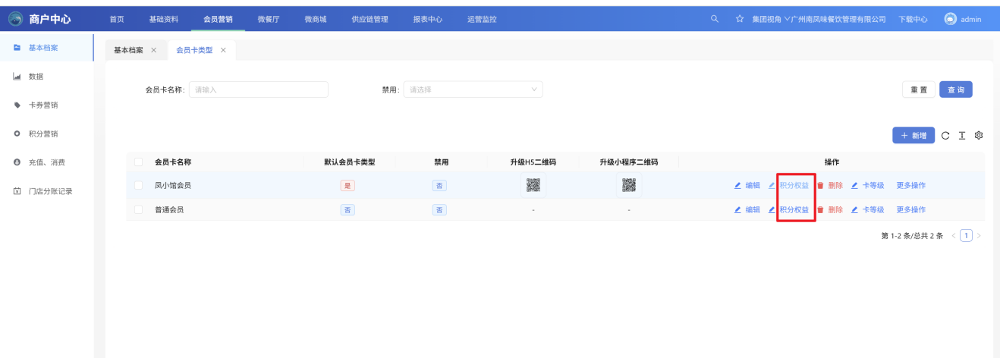 商户中心 首页 基础资料 会员营销 微餐厅 微商城 供应链管理 报表中心 运营监控 集团视角 广州南凤味餐饮管理有限公司 下载中心 admin
基本档案
数据
卡券营销
积分营销
充值、消费
门店分账记录
基本档案 × 会员卡类型 ×
会员卡名称: 请输入 禁用: 请选择 重置 查询
+ 新增
会员卡名称 默认会员卡类型 禁用 升级H5二维码 升级小程序二维码 操作
凤小馆会员 是 否 编辑 积分权益 删除 卡等级 更多操作
普通会员 否 否 - - 编辑 积分权益 删除 卡等级 更多操作
第 1-2 条/总共 2 条 < 1 >